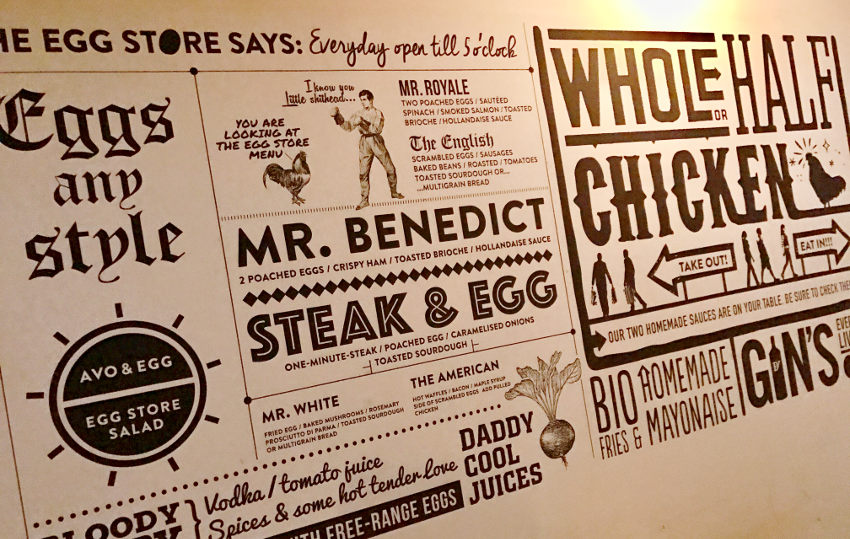 THE EGG STORE SAYS: Everyday open till 5 o'clock
Eggs
any
style
AVO & EGG
EGG STORE
SALAD
I know you
little shithead...
YOU ARE
LOOKING AT
THE EGG STORE
MENU
MR. ROYALE
TWO POACHED EGGS / SAUTÉED
SPINACH / SMOKED SALMON / TOASTED
BRIOCHE / HOLLANDAISE SAUCE
The English
SCRAMBLED EGGS / SAUSAGES
BAKED BEANS / ROASTED / TOMATOES
TOASTED SOURDOUGH OR...
...MULTIGRAIN BREAD
MR. BENEDICT
2 POACHED EGGS / CRISPY HAM / TOASTED BRIOCHE / HOLLANDAISE SAUCE
STEAK & EGG
ONE-MINUTE-STEAK / POACHED EGG / CARAMELISED ONIONS
TOASTED SOURDOUGH
MR. WHITE
FRIED EGG / BAKED MUSHROOMS / ROSEMARY
PROSCIUTTO DI PARMA / TOASTED SOURDOUGH
OR MULTIGRAIN BREAD
THE AMERICAN
HOT WAFFLES / BACON / MAPLE SYRUP
SIDE OF SCRAMBLED EGGS ADD PULLED
CHICKEN
BLOODY
Vodka / tomato juice
Spices & some hot tender love
WITH FREE-RANGE EGGS
DADDY
COOL
JUICES
WHOLE OR HALF
CHICKEN
TAKE OUT!
EAT IN!!!
OUR TWO HOMEMADE SAUCES ARE ON YOUR TABLE. BE SURE TO CHECK
BIO
FRIES &
HOMEMADE
MAYONAISE
GIN'S